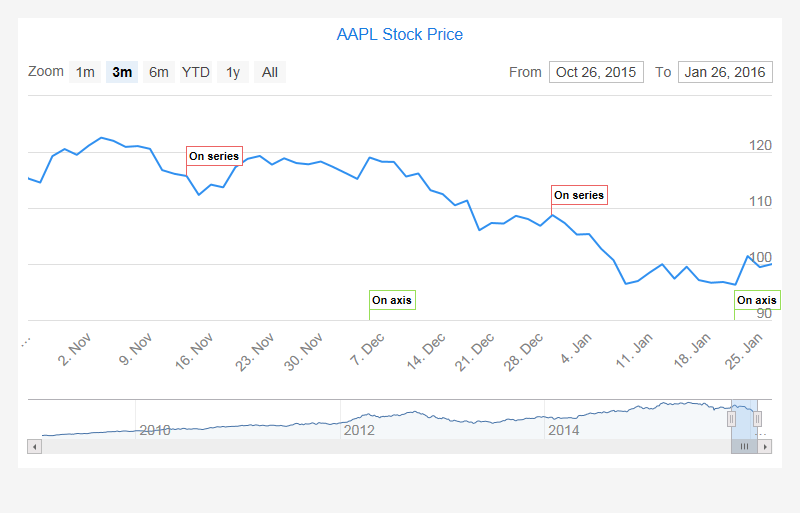 AAPL Stock Price
Zoom 1m 3m 6m YTD 1y All From Oct 26, 2015 To Jan 26, 2016
120
On series
On series
110
100
On axis
On axis
90
... 2. Nov 9. Nov 16. Nov 23. Nov 30. Nov 7. Dec 14. Dec 21. Dec 28. Dec 4. Jan 11. Jan 18. Jan 25. Jan
2010 2012 2014 ...